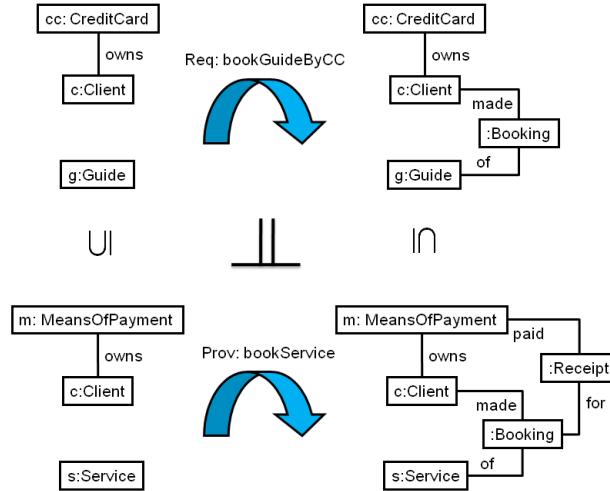 cc: CreditCard
owns
c:Client
g:Guide
Req: bookGuideByCC
cc: CreditCard
owns
c:Client
made
:Booking
of
g:Guide
m: MeansOfPayment
owns
c:Client
s:Service
Prov: bookService
m: MeansOfPayment
paid
owns
:Receipt
c:Client
made
for
:Booking
of
s:Service